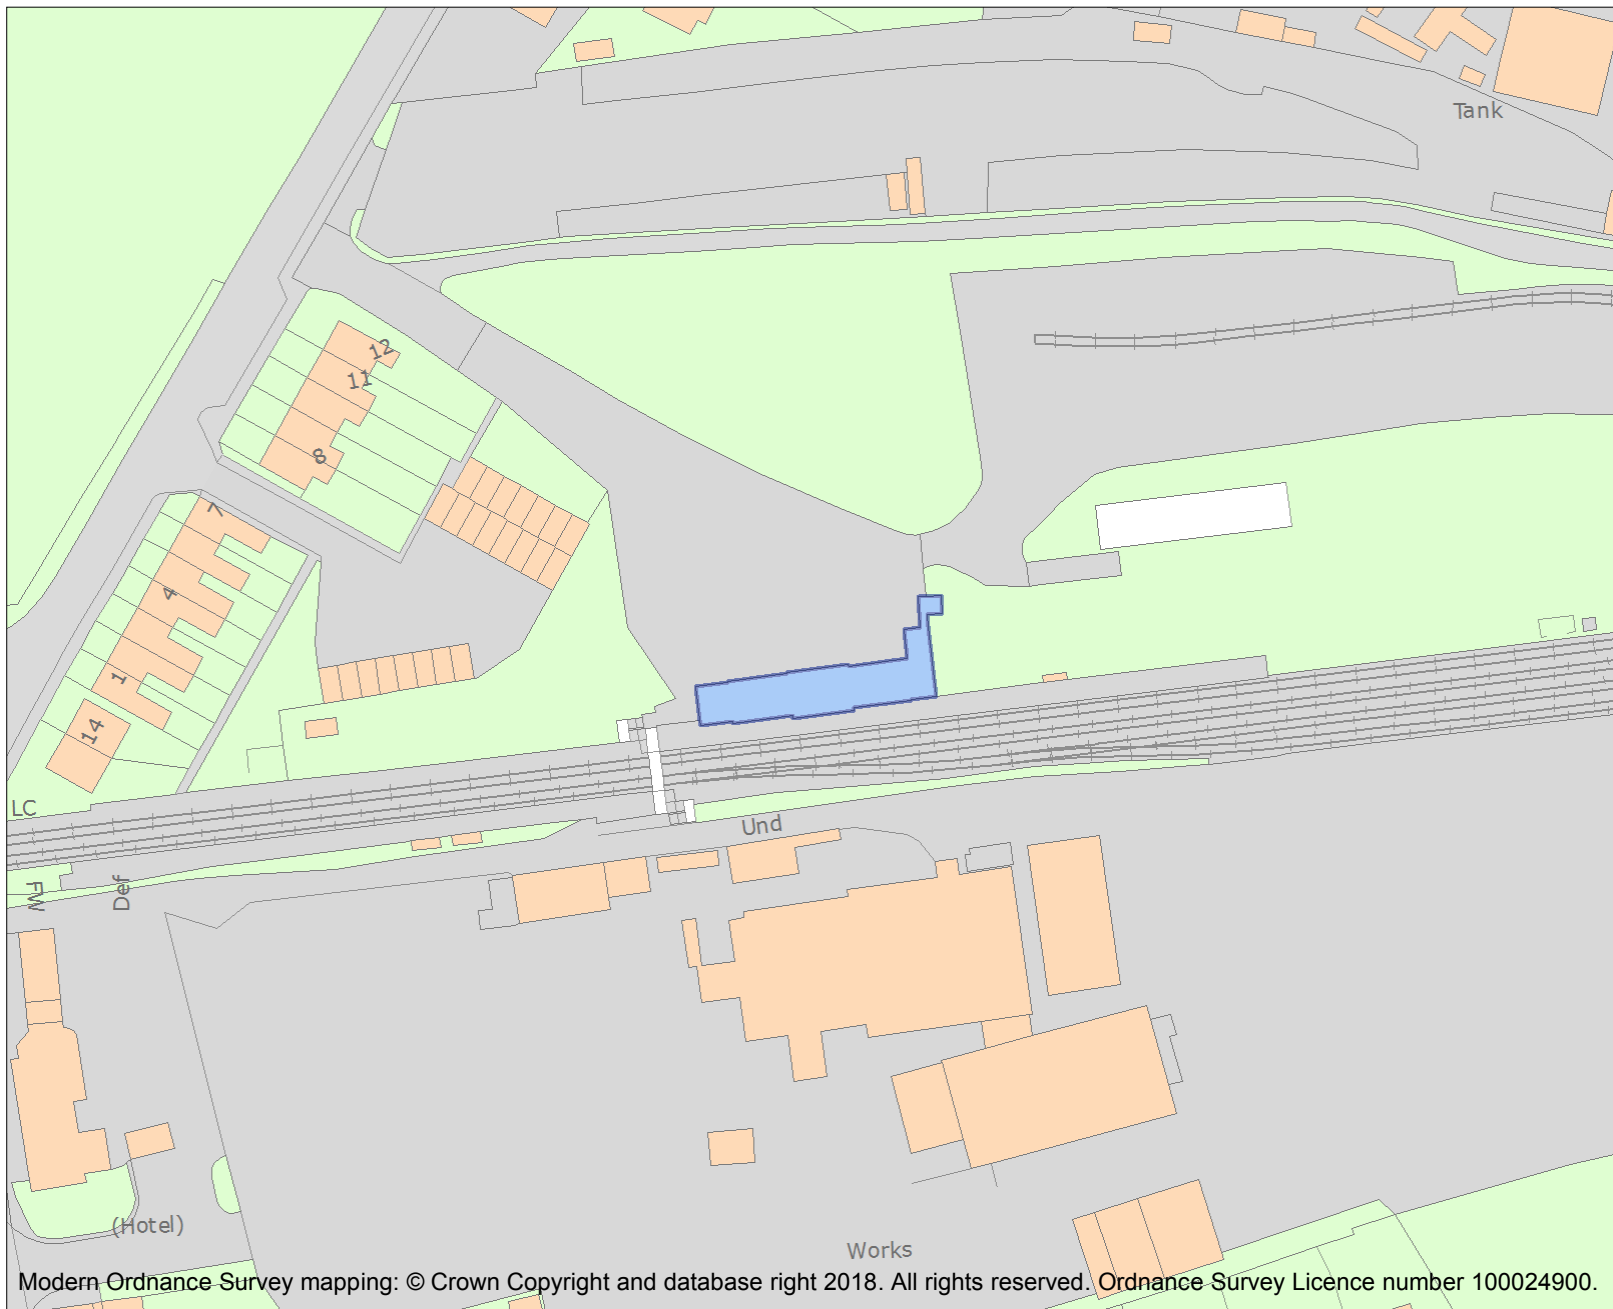 Tank
12
11
8
7
4
1
14
LC
Und
FW
Def
(Hotel)
Works
Modern Ordnance Survey mapping: © Crown Copyright and database right 2018. All rights reserved. Ordnance Survey Licence number 100024900.